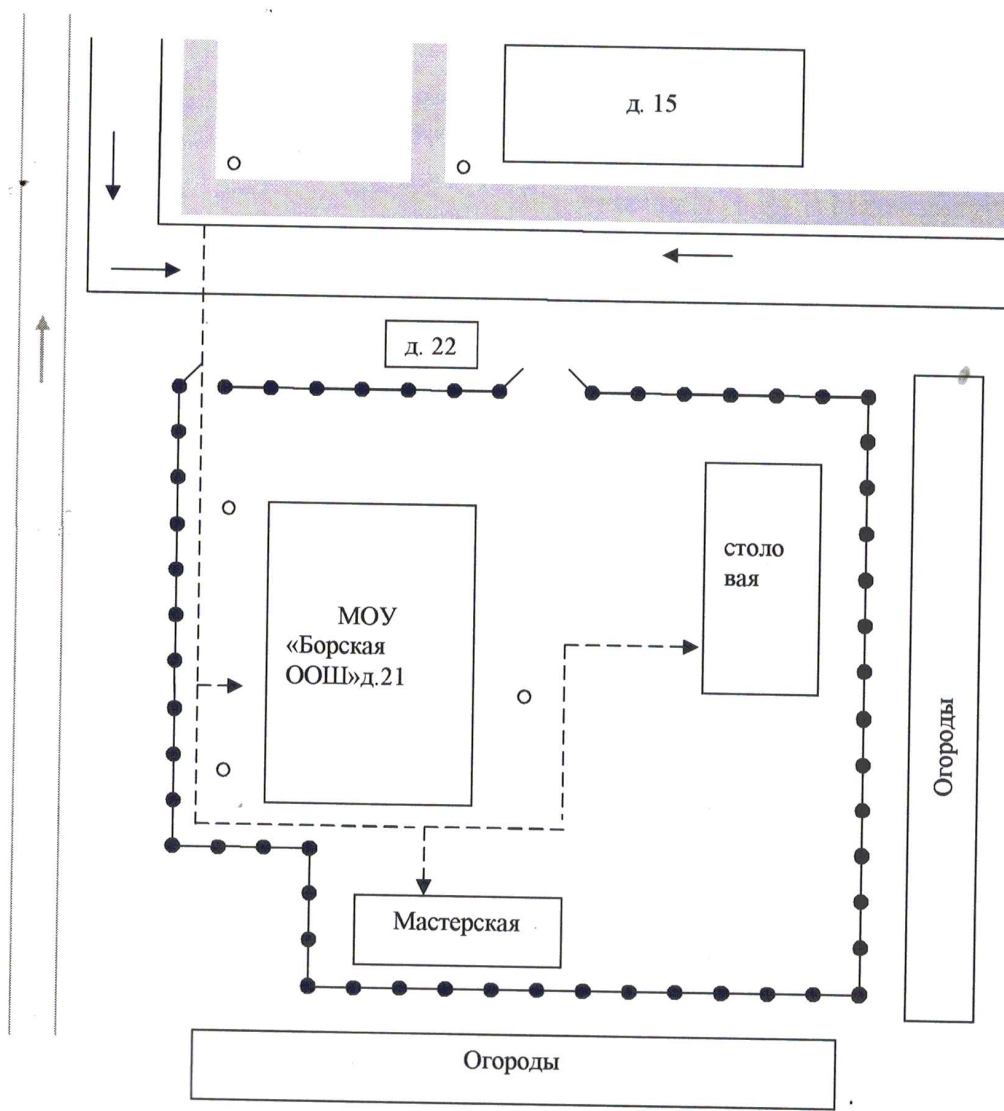 д. 15
д. 22
столо
вая
МОУ
«Борская
ООШ»д.21
Огороды
Мастерская
Огороды